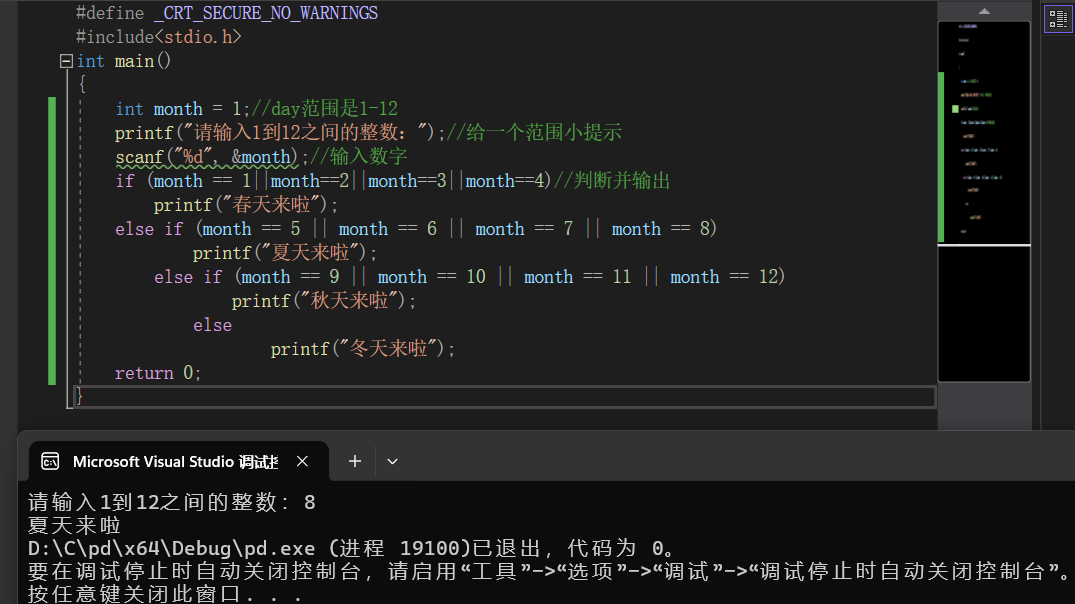 #define _CRT_SECURE_NO_WARNINGS
#include<stdio.h>
int main()
{
int month = 1;//day范围是1-12
printf("请输入1到12之间的整数: ");//给一个范围小提示
scanf("%d", &month);//输入数字
if (month == 1||month==2||month==3||month==4)//判断并输出
printf("春天来啦");
else if (month == 5 || month == 6 || month == 7 || month == 8)
printf("夏天来啦");
else if (month == 9 || month == 10 || month == 11 || month == 12)
printf("秋天来啦");
else
printf("冬天来啦");
return 0;
}
Microsoft Visual Studio 调试
请输入1到12之间的整数: 8
夏天来啦
D:\C\pd\x64\Debug\pd.exe (进程 19100)已退出，代码为 0。
要在调试停止时自动关闭控制台，请启用“工具”->“选项”->“调试”->“调试停止时自动关闭控制台”。
按任意键关闭此窗口. . .